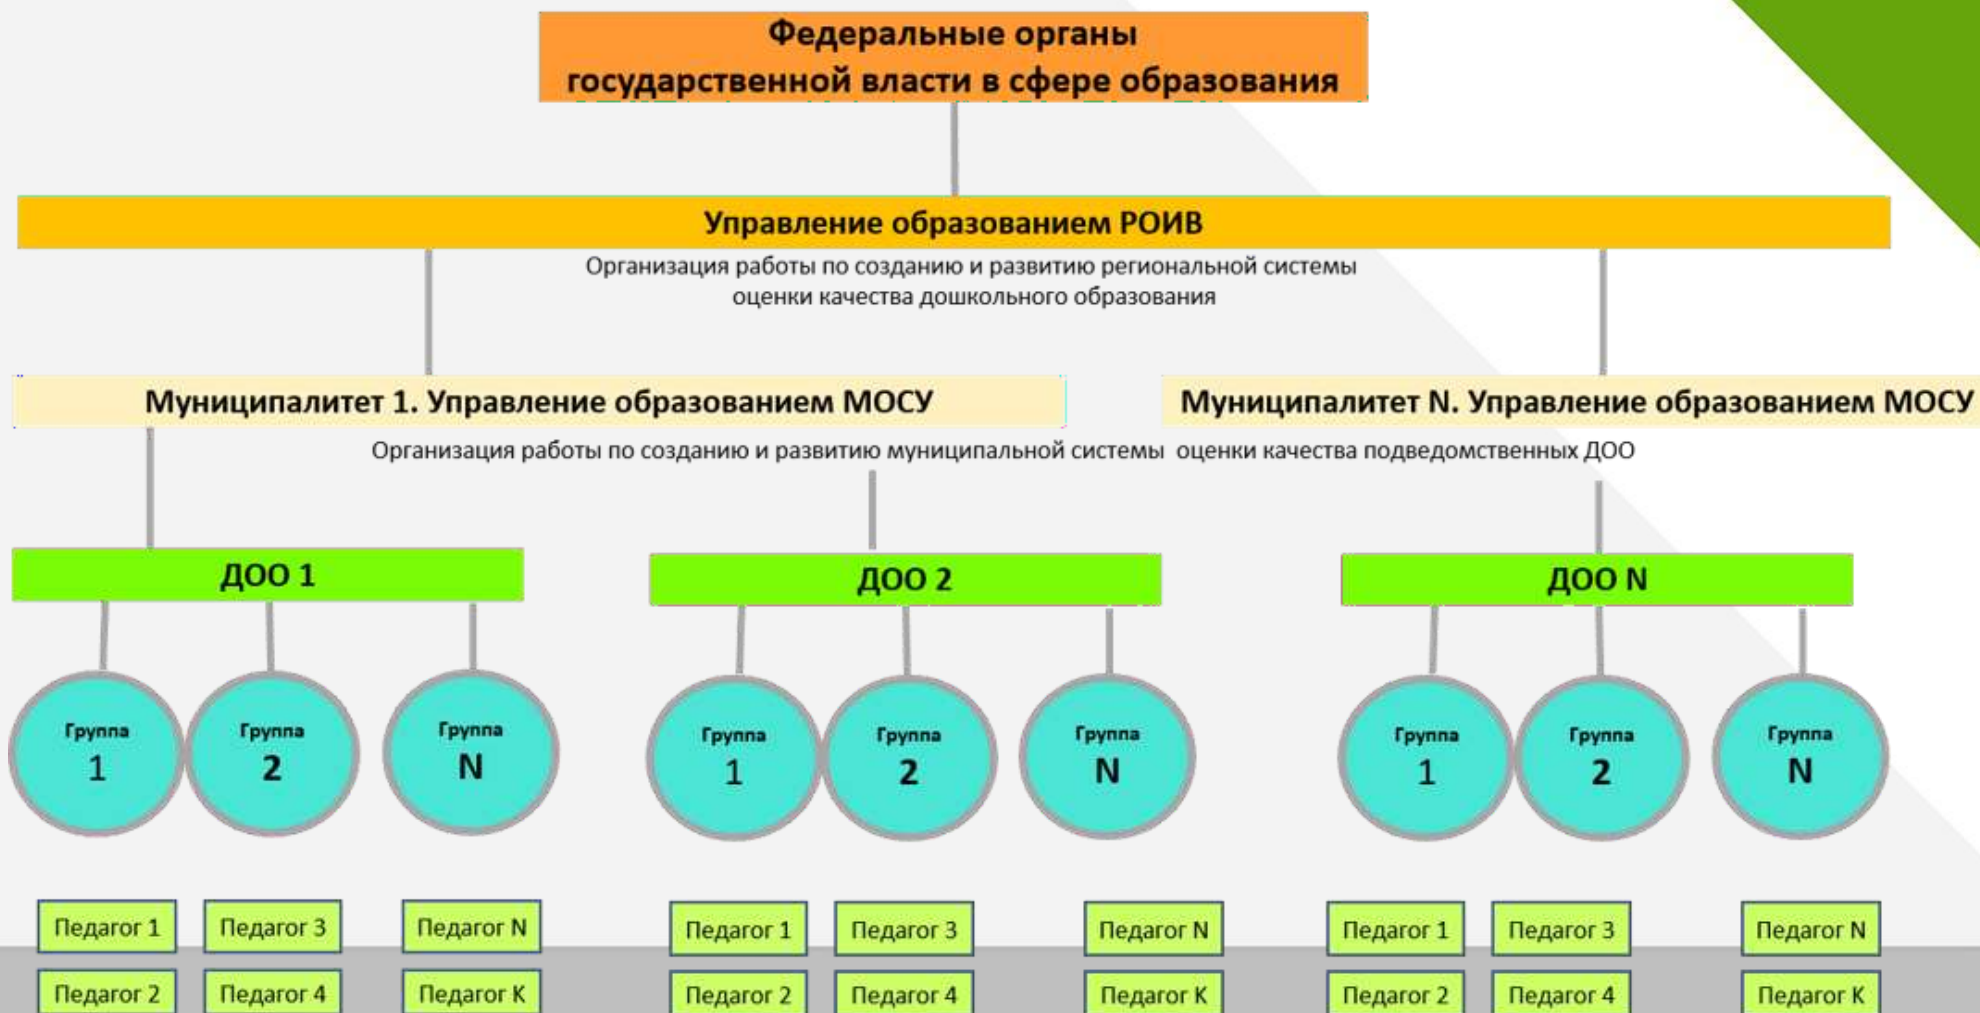 Федеральные органы
государственной власти в сфере образования
Управление образованием РОИВ
Организация работы по созданию и развитию региональной системы
оценки качества дошкольного образования
Муниципалитет 1. Управление образованием МОСУ
Муниципалитет N. Управление образованием МОСУ
Организация работы по созданию и развитию муниципальной системы оценки качества подведомственных ДОО
ДОО 1
ДОО 2
ДОО N
Группа
1
Группа
2
Группа
N
Группа
1
Группа
2
Группа
N
Группа
1
Группа
2
Группа
N
Педагог 1
Педагог 3
Педагог N
Педагог 1
Педагог 3
Педагог N
Педагог 1
Педагог 3
Педагог N
Педагог 2
Педагог 4
Педагог К
Педагог 2
Педагог 4
Педагог К
Педагог 2
Педагог 4
Педагог К